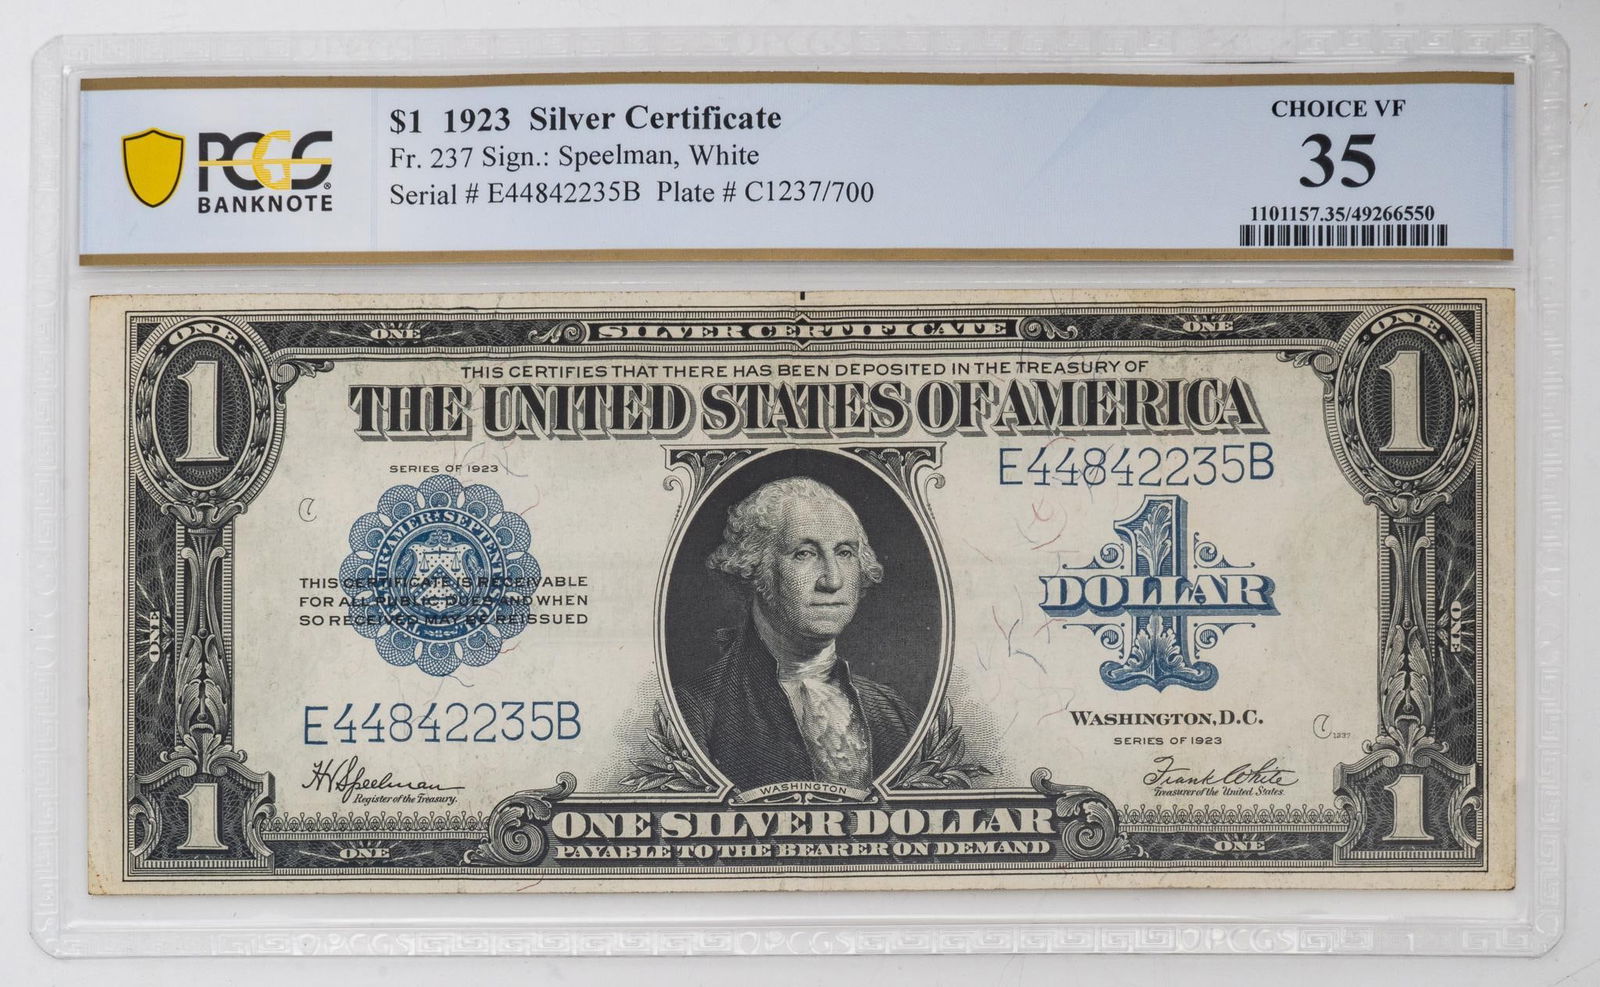 PCGS
BANKNOTE
$1 1923 Silver Certificate
Fr. 237 Sign.: Speelman, White
Serial # E44842235B Plate # C1237/700
CHOICE VF
35
1101157.35/49266550
ONE ONE SILVER CERTIFICATE ONE ONE
1 1
THIS CERTIFIES THAT THERE HAS BEEN DEPOSITED IN THE TREASURY OF
THE UNITED STATES OF AMERICA
SERIES OF 1923
E44842235B
C
THIS CERTIFICATE IS RECEIVABLE
FOR ALL PUBLIC DUES AND WHEN
SO RECEIVED MAY BE REISSUED
1
DOLLAR
ONE ONE
E44842235B
WASHINGTON, D.C.
SERIES OF 1923
C 1237
H V Speelman
Register of the Treasury.
Frank White
Treasurer of the United States.
WASHINGTON
1 1
ONE SILVER DOLLAR
ONE PAYABLE TO THE BEARER ON DEMAND ONE